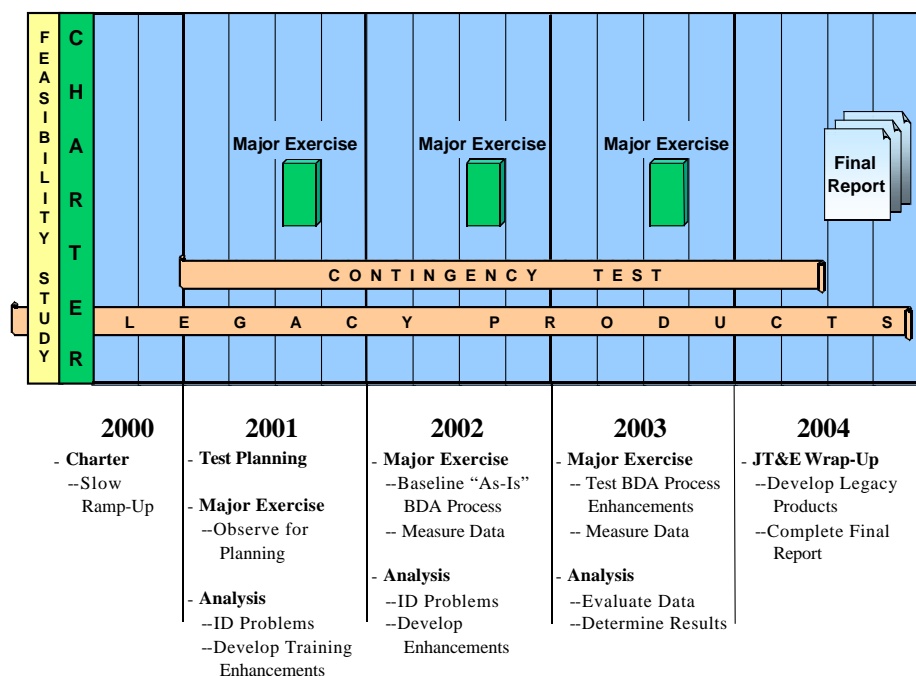 FEASIBILITY STUDY
CHARTER
Major Exercise
Major Exercise
Major Exercise
Final
Report
CONTINGENCY TEST
LEGACY PRODUCTS
2000
- Charter
--Slow
Ramp-Up
2001
- Test Planning
- Major Exercise
--Observe for
Planning
- Analysis
--ID Problems
--Develop Training
Enhancements
2002
- Major Exercise
--Baseline “As-Is”
BDA Process
-- Measure Data
- Analysis
--ID Problems
--Develop
Enhancements
2003
- Major Exercise
-- Test BDA Process
Enhancements
-- Measure Data
- Analysis
--Evaluate Data
--Determine Results
2004
- JT&E Wrap-Up
--Develop Legacy
Products
--Complete Final
Report